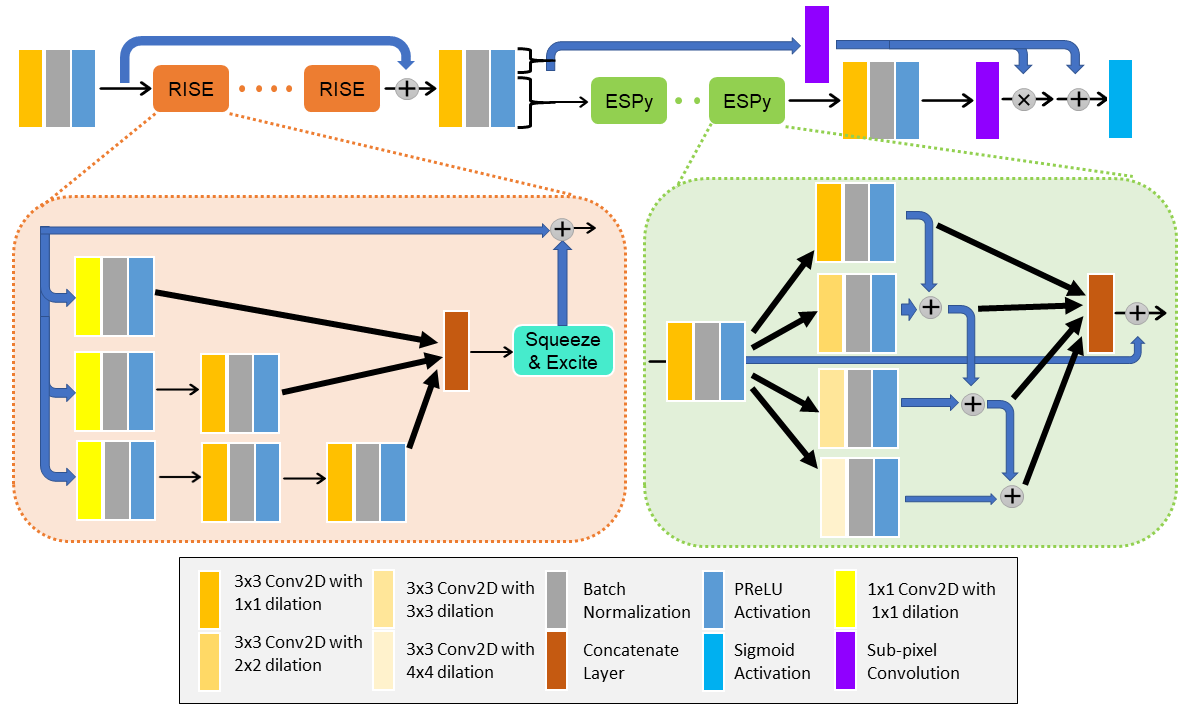 RISE
RISE
+
ESPy
ESPy
×
+
+
Squeeze
& Excite
+
+
+
+
3x3 Conv2D with
1x1 dilation
3x3 Conv2D with
3x3 dilation
Batch
Normalization
PReLU
Activation
1x1 Conv2D with
1x1 dilation
3x3 Conv2D with
2x2 dilation
3x3 Conv2D with
4x4 dilation
Concatenate
Layer
Sigmoid
Activation
Sub-pixel
Convolution